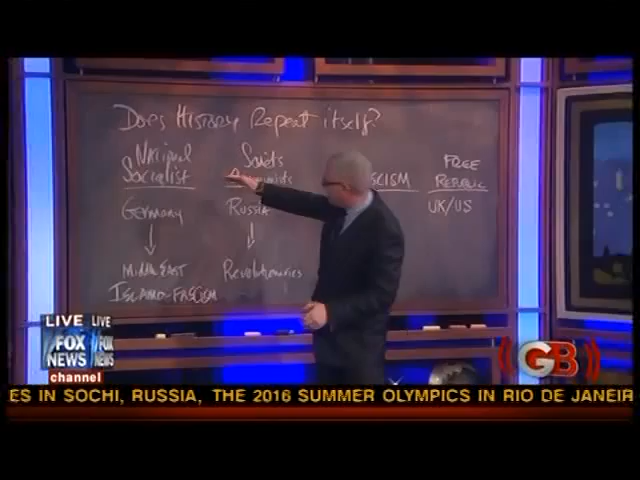 Does History Repeat itself?
National
Socialist
Soviets
FREE
REPUBLIC
Germany
RUSSIA
UK/US
MIDDLE EAST
Revolutionaries
ISLAMO-FASCISM
LIVE LIVE
FOX FOX
NEWS NEWS
channel
GB
ES IN SOCHI, RUSSIA, THE 2016 SUMMER OLYMPICS IN RIO DE JANEIR